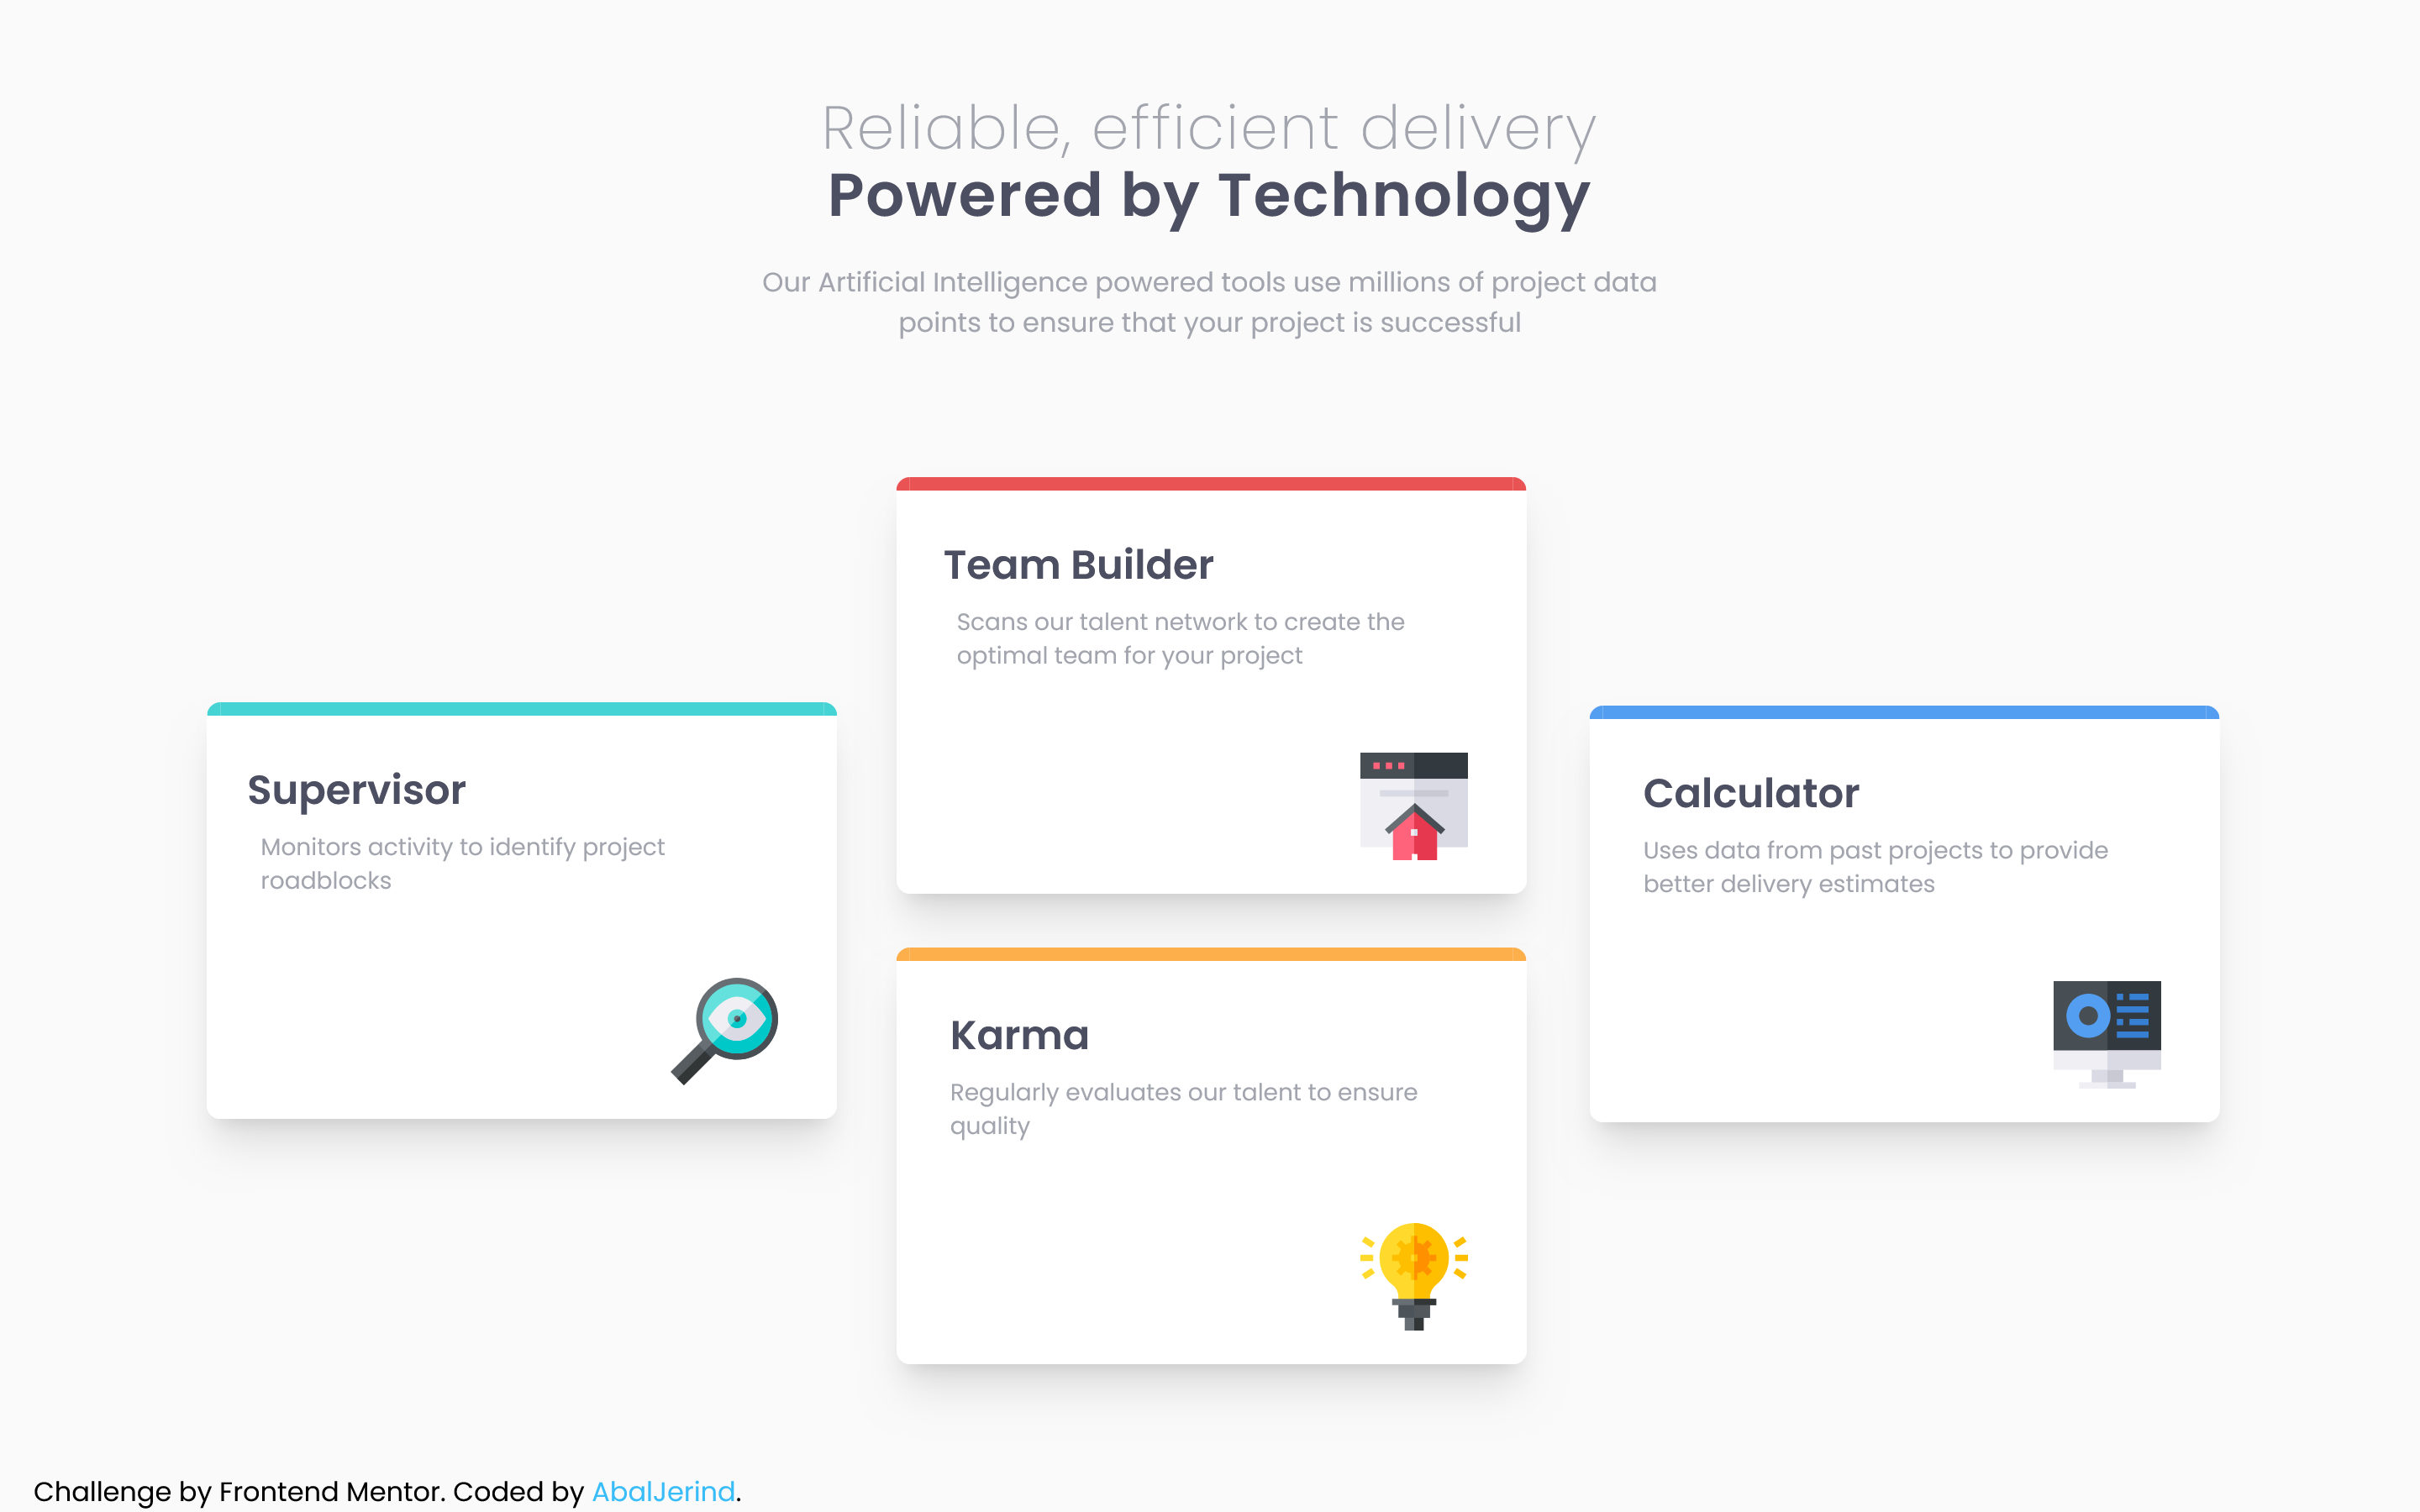 Reliable, efficient delivery
Powered by Technology
Our Artificial Intelligence powered tools use millions of project data
points to ensure that your project is successful
Team Builder
Scans our talent network to create the
optimal team for your project
Supervisor
Monitors activity to identify project
roadblocks
Calculator
Uses data from past projects to provide
better delivery estimates
Karma
Regularly evaluates our talent to ensure
quality
Challenge by Frontend Mentor. Coded by AbalJerind.